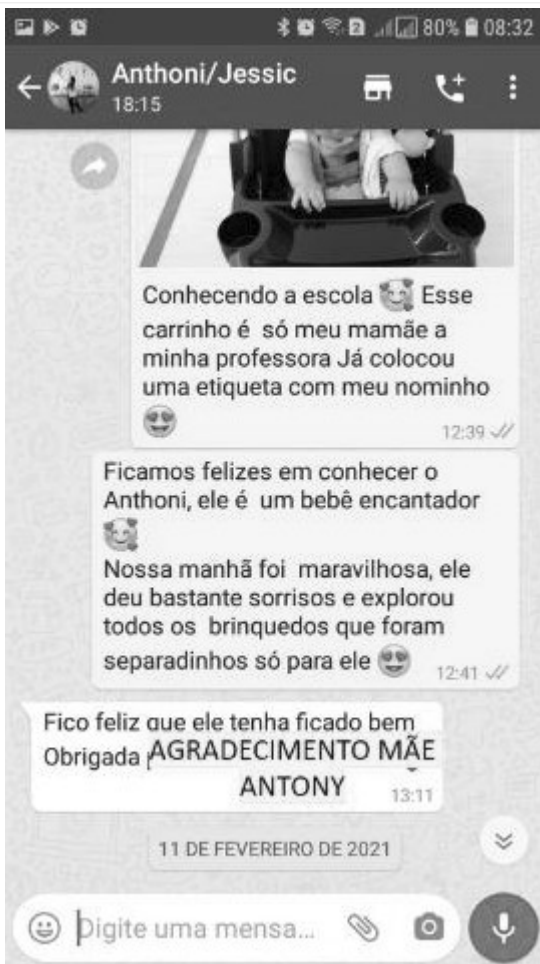 2 80% 08:32
Anthoni/Jessic
18:15
Conhecendo a escola 🥰 Esse
carrinho é só meu mamãe a
minha professora Já colocou
uma etiqueta com meu nominho
😍
12:39
Ficamos felizes em conhecer o
Anthoni, ele é um bebê encantador
🥰
Nossa manhã foi maravilhosa, ele
deu bastante sorrisos e explorou
todos os brinquedos que foram
separadinhos só para ele 😍 12:41
Fico feliz que ele tenha ficado bem
Obrigada AGRADECIMENTO MÃE
ANTONY
13:11
11 DE FEVEREIRO DE 2021
Digite uma mensa...